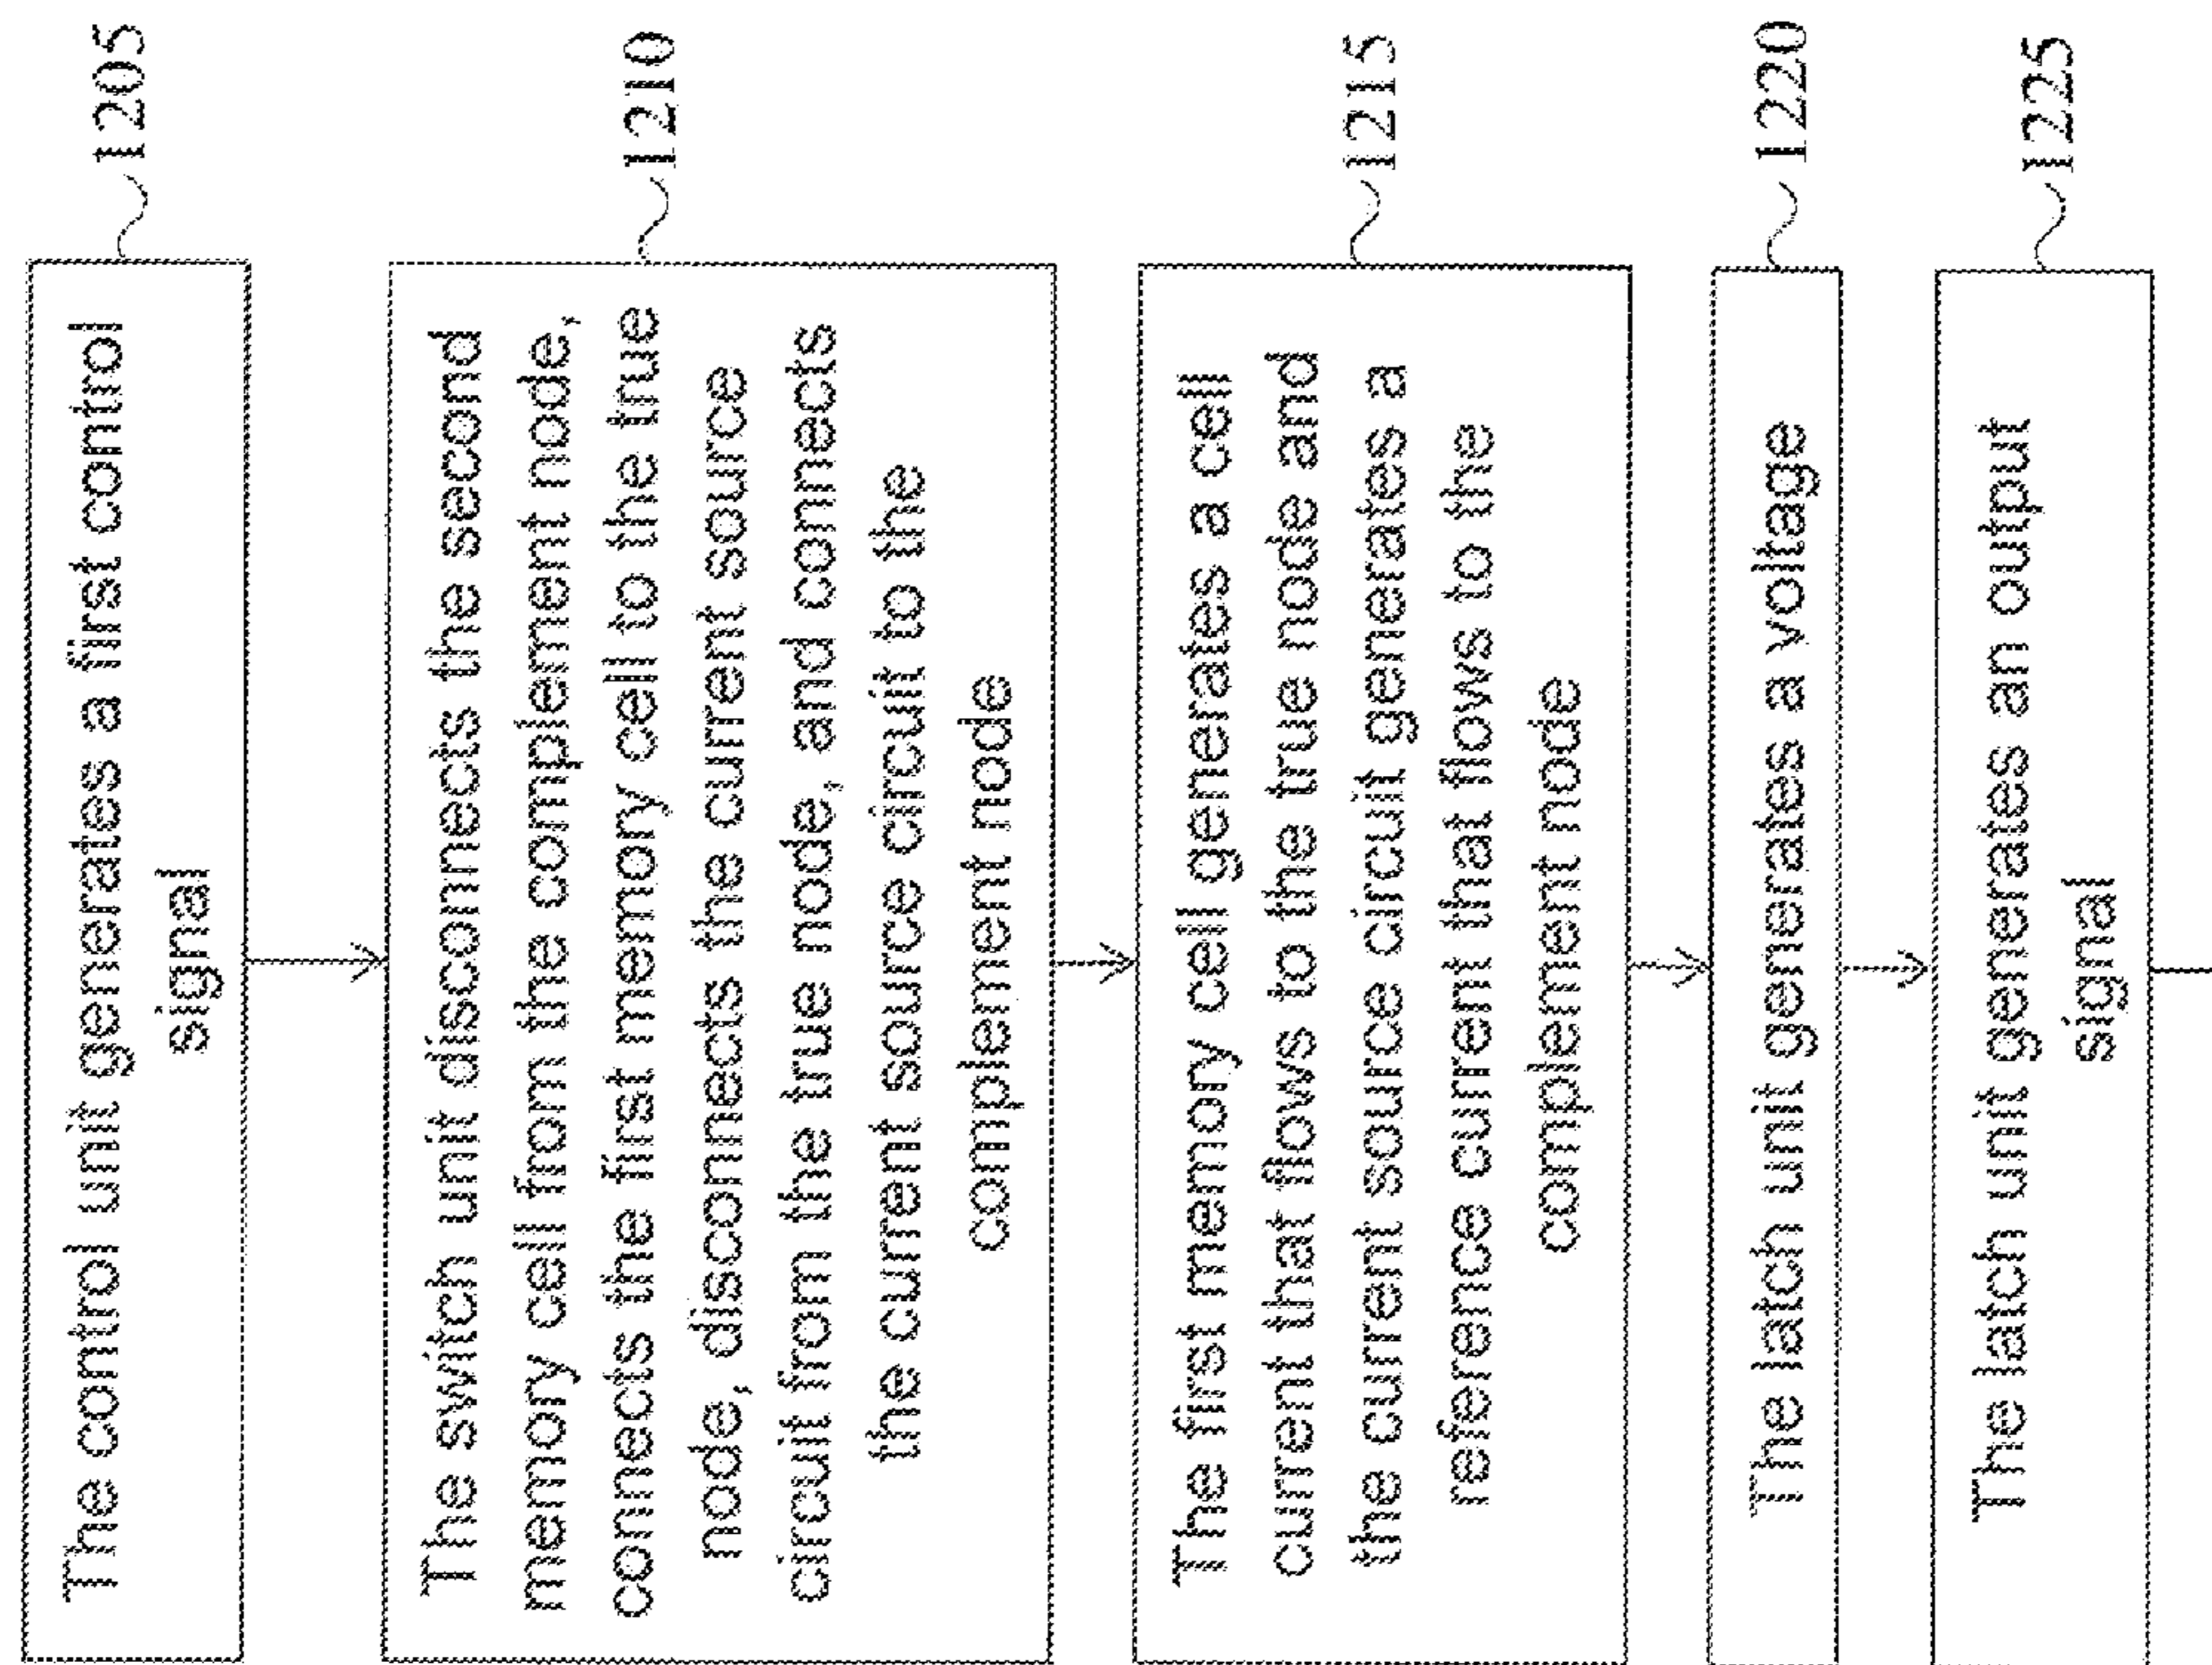 The control unit generates a first control
signal
1205
The switch unit disconnects the second
memory cell from the complement node,
connects the first memory cell to the true
node, disconnects the current source
circuit from the true node, and connects
the current source circuit to the
complement node
1210
The first memory cell generates a cell
current that flows to the true node and
the current source circuit generates a
reference current that flows to the
complement node
1215
The latch unit generates a voltage
1220
The latch unit generates an output
signal
1225